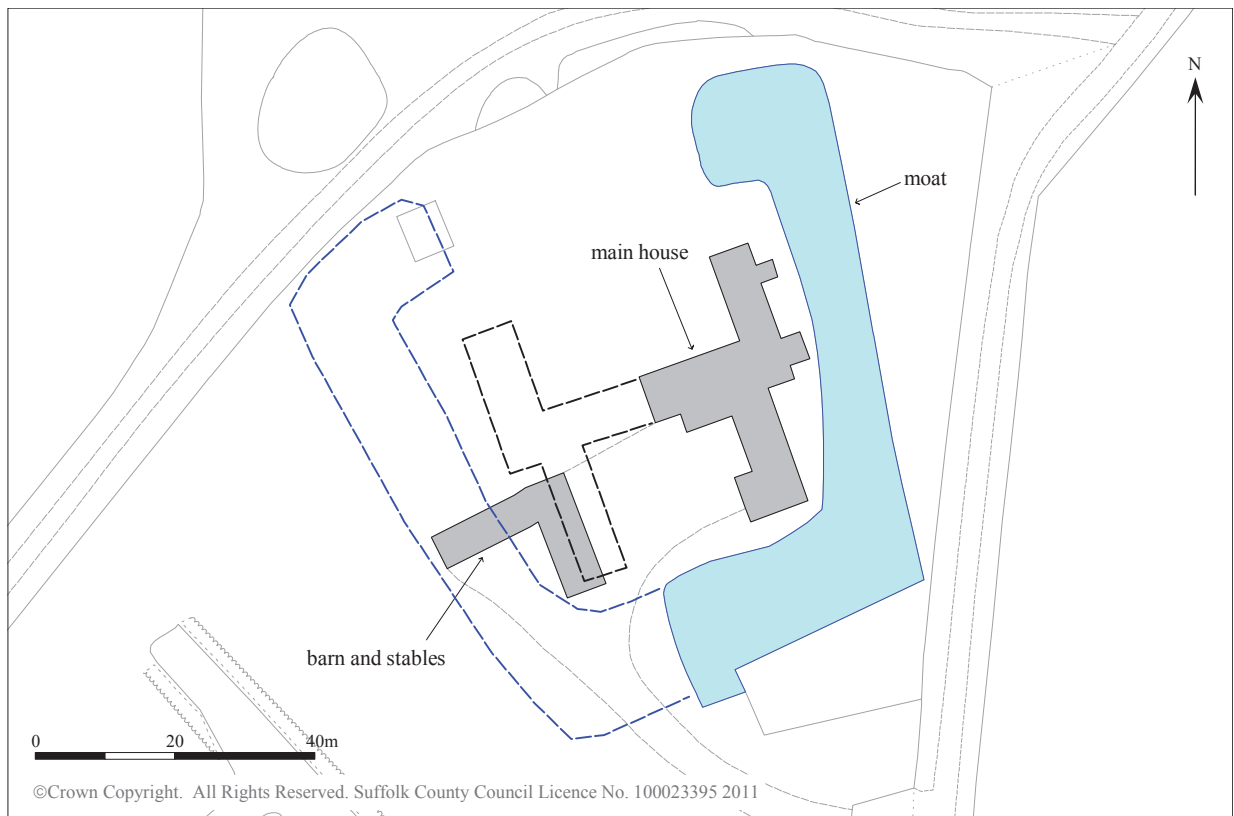 N
moat
main house
barn and stables
0 20 40m
©Crown Copyright. All Rights Reserved. Suffolk County Council Licence No. 100023395 2011